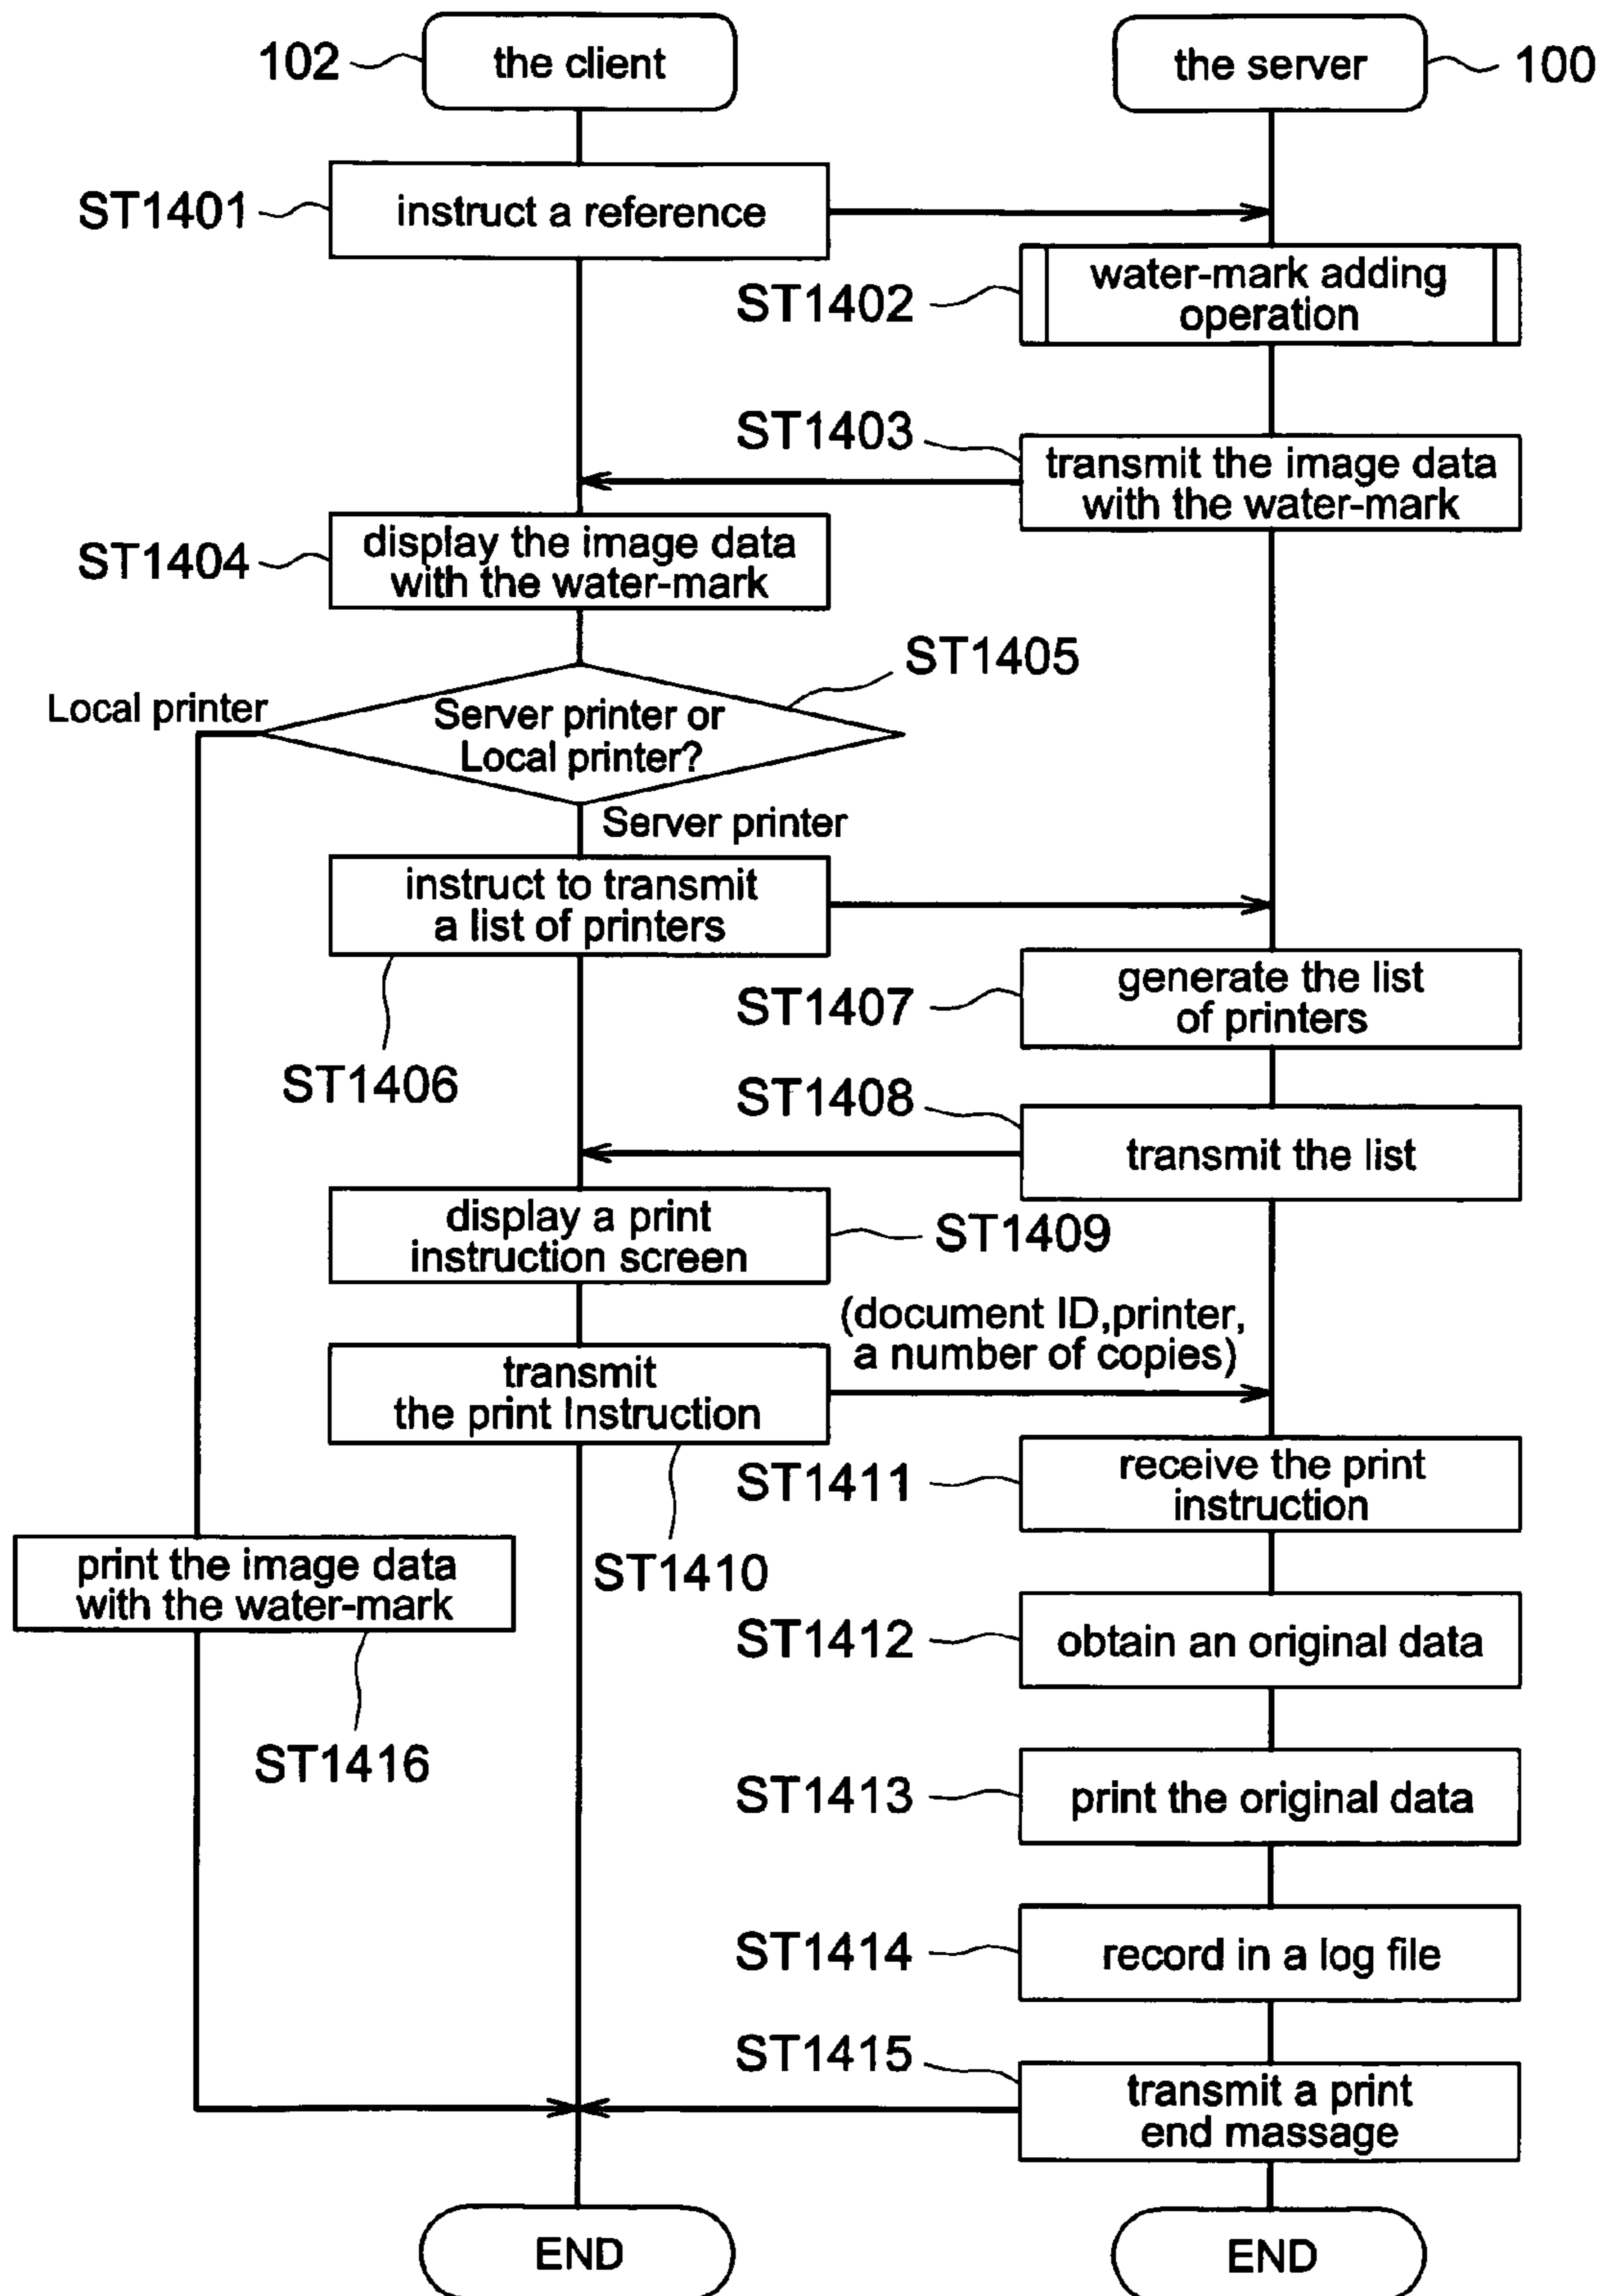 102
the client
the server
100
ST1401
instruct a reference
ST1402
water-mark adding
operation
ST1403
transmit the image data
with the water-mark
ST1404
display the image data
with the water-mark
ST1405
Local printer
Server printer or
Local printer?
Server printer
instruct to transmit
a list of printers
ST1406
ST1407
generate the list
of printers
ST1408
transmit the list
display a print
instruction screen
ST1409
(document ID,printer,
a number of copies)
transmit
the print Instruction
ST1410
ST1411
receive the print
instruction
print the image data
with the water-mark
ST1416
ST1412
obtain an original data
ST1413
print the original data
ST1414
record in a log file
ST1415
transmit a print
end massage
END
END